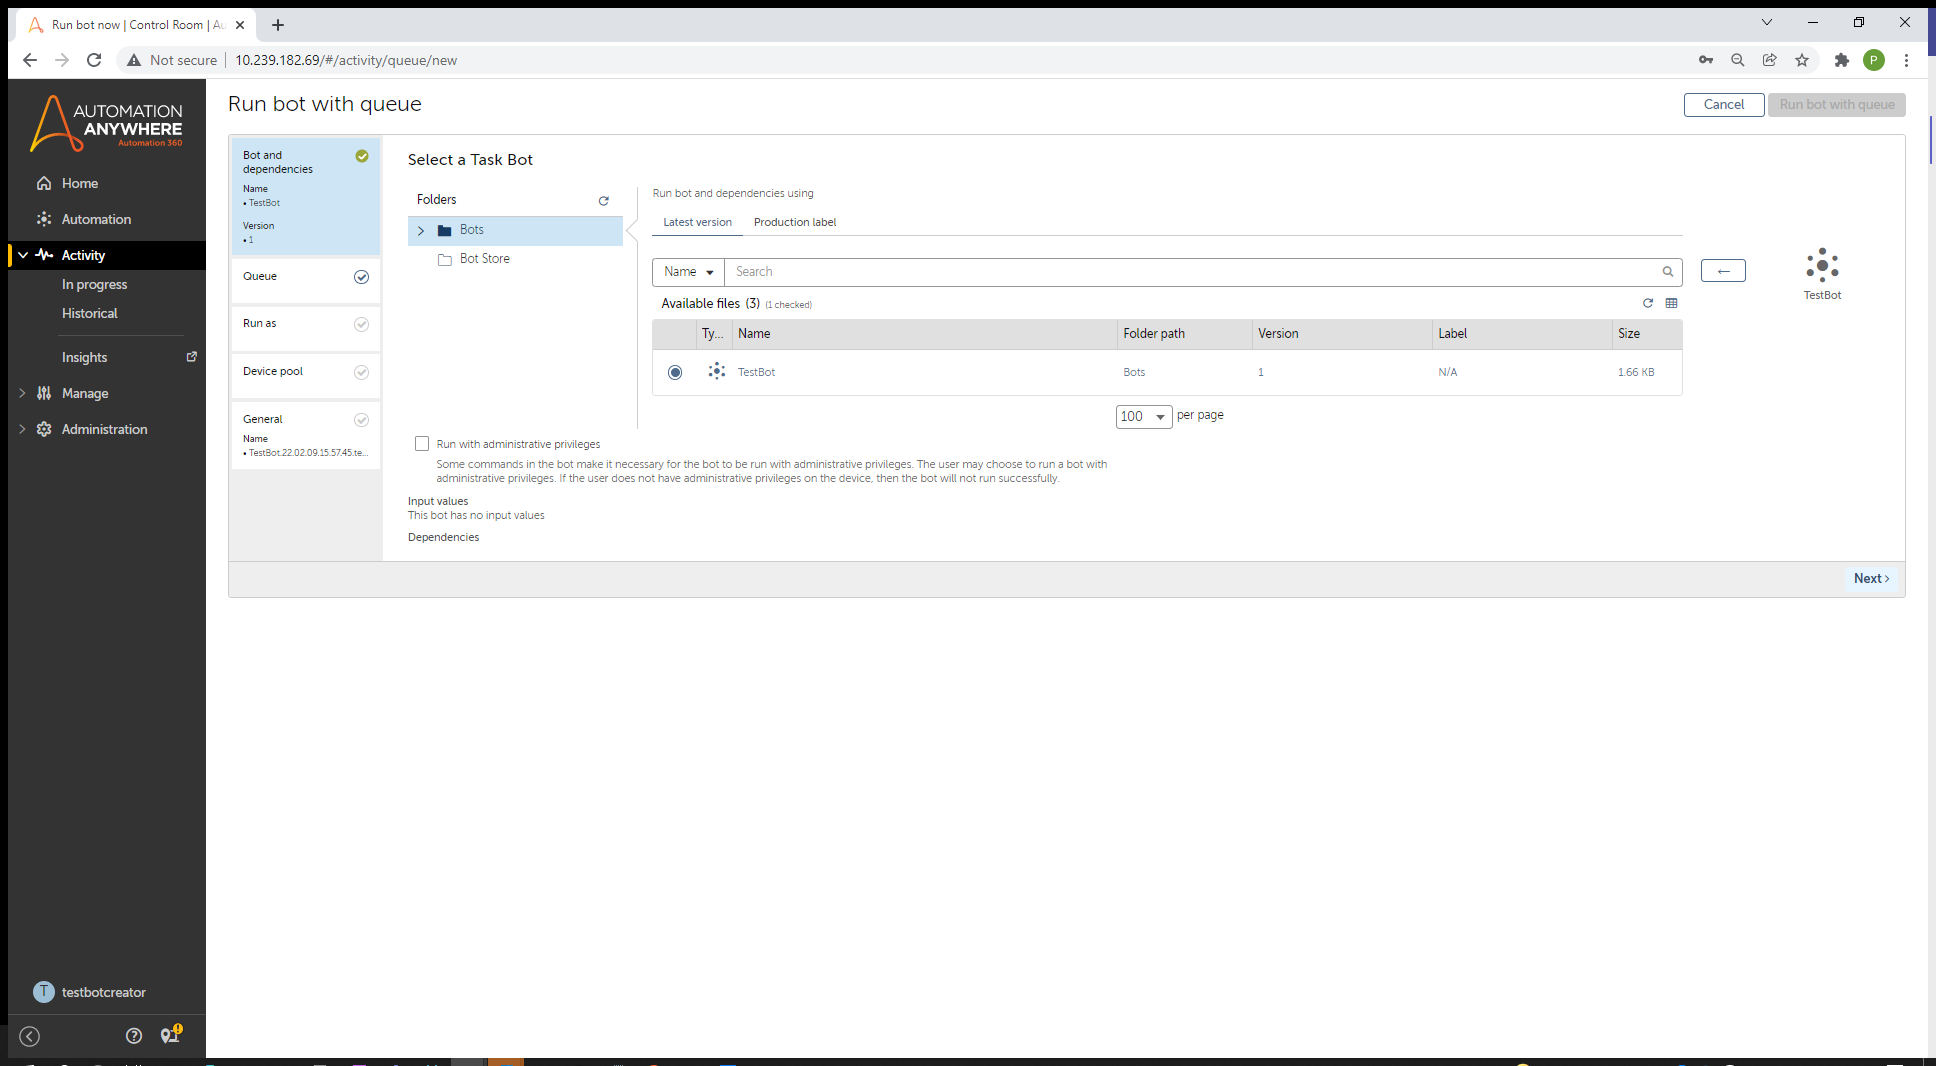 Run bot now | Control Room | Au
Not secure
10.239.182.69/#/activity/queue/new
P
AUTOMATION
ANYWHERE
Automation 360
Home
Automation
Activity
In progress
Historical
Insights
Manage
Administration
testbotcreator
T
Run bot with queue
Cancel
Run bot with queue
Bot and
dependencies
Name
• TestBot
Version
• 1
Queue
Run as
Device pool
General
Name
• TestBot.22.02.09.15.57.45.te...
Select a Task Bot
Folders
Bots
Bot Store
Run bot and dependencies using
Latest version
Production label
Name
Search
Available files (3) (1 checked)
Ty... Name Folder path Version Label Size
TestBot Bots 1 N/A 1.66 KB
100 per page
TestBot
Run with administrative privileges
Some commands in the bot make it necessary for the bot to be run with administrative privileges. The user may choose to run a bot with
administrative privileges. If the user does not have administrative privileges on the device, then the bot will not run successfully.
Input values
This bot has no input values
Dependencies
Next